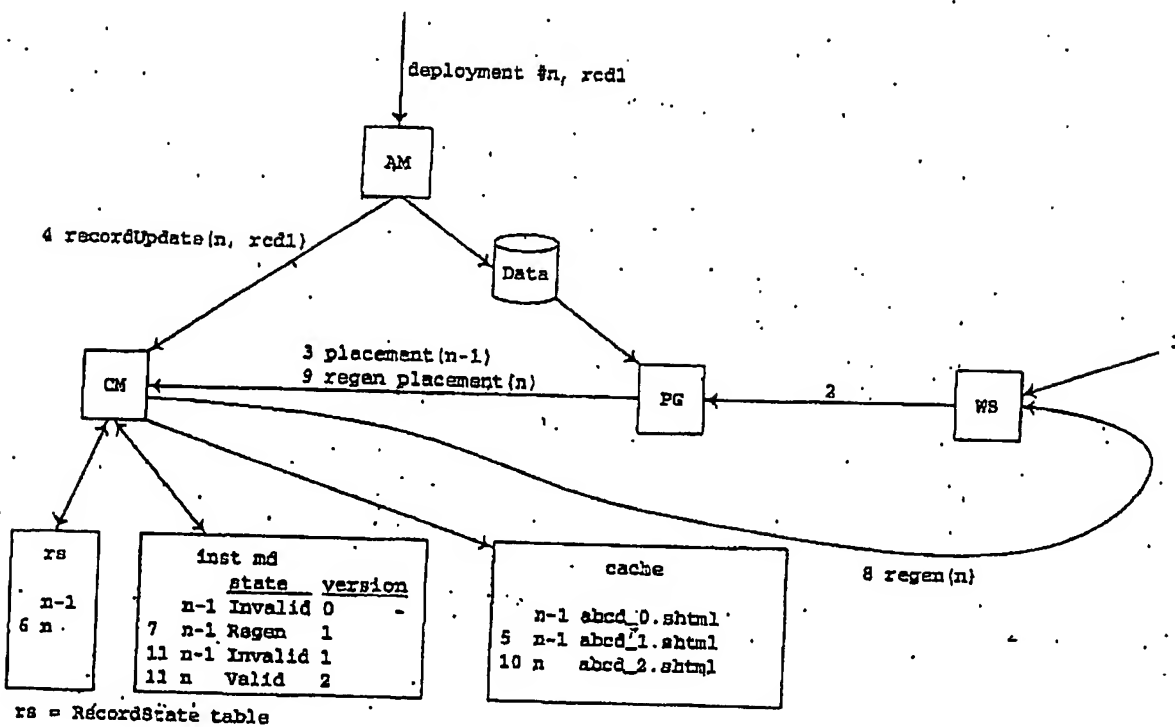 deployment #n, rcd1
AM
4 recordUpdate(n, rcd1)
Data
3 placement(n-1)
9 regen placement(n)
CM
PG
2
WS
rs
n-1
6 n
inst md
state version
n-1 Invalid 0
7 n-1 Regen 1
11 n-1 Invalid 1
11 n Valid 2
cache
n-1 abcd_0.shtml
5 n-1 abcd_1.shtml
10 n abcd_2.shtml
8 regen(n)
rs = RecordState table